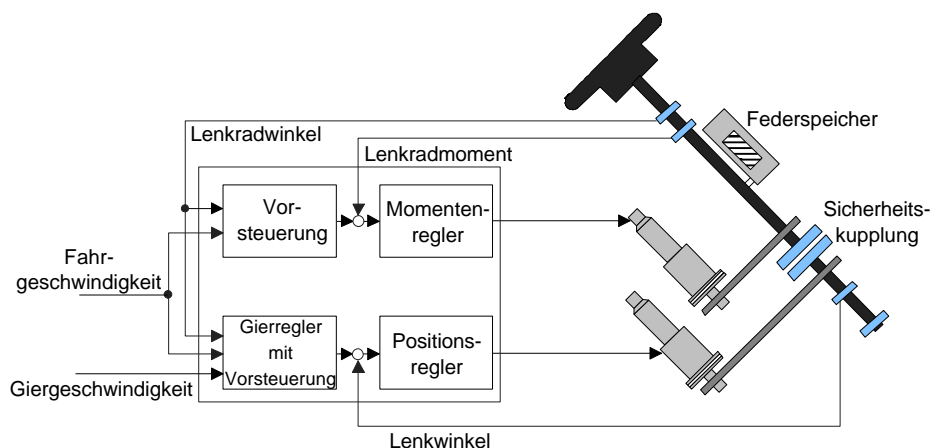 Federspeicher
Lenkradwinkel
Lenkradmoment
Vor-
steuerung
Momenten-
regler
Sicherheits-
kupplung
Fahr-
geschwindigkeit
Gierregler
mit
Vorsteuerung
Positions-
regler
Giergeschwindigkeit
Lenkwinkel